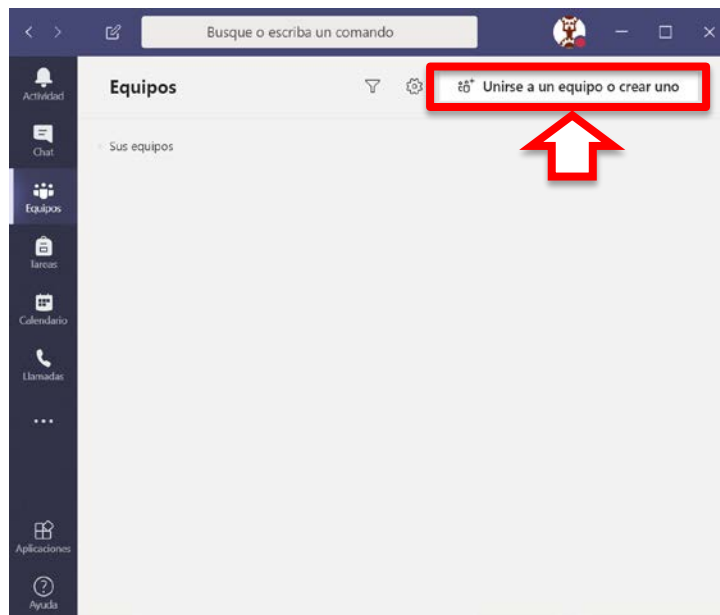 Busque o escriba un comando
Actividad
Equipos
Unirse a un equipo o crear uno
Chat
Sus equipos
Equipos
Tareas
Calendario
Llamadas
Aplicaciones
Ayuda